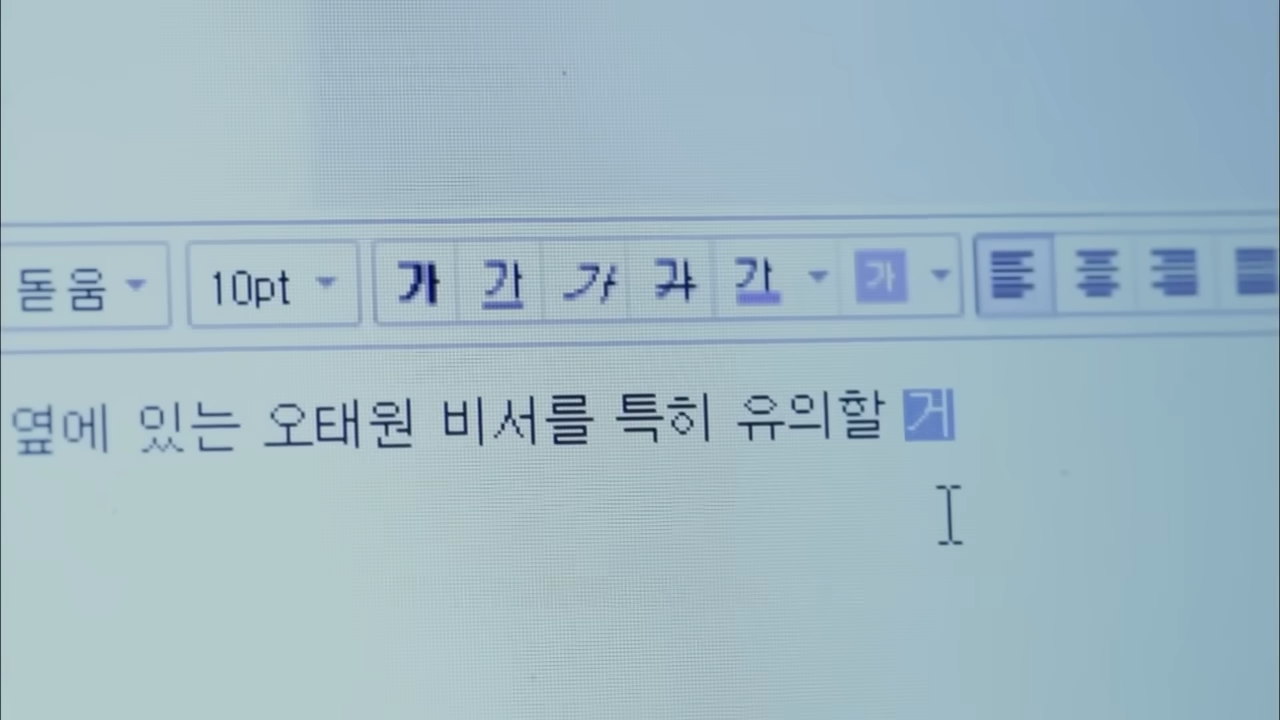 돋움 10pt 가 가 가 가 가 가
옆에 있는 오태원 비서를 특히 유의할 거